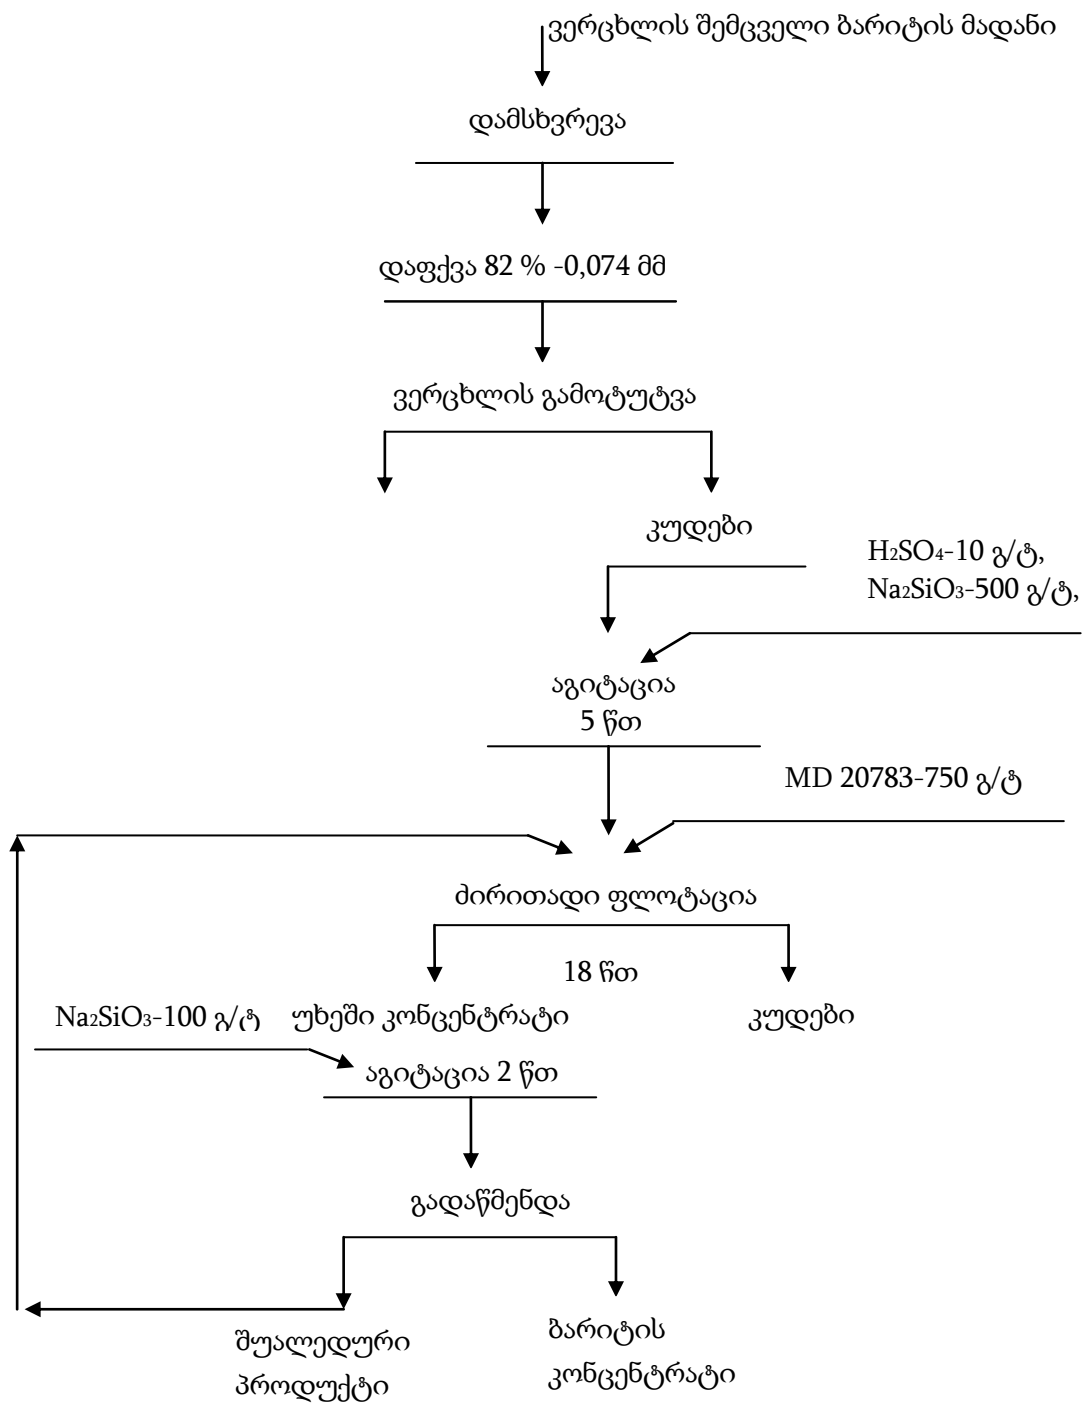 ვერცხლის შემცველი ბარიტის მადანი
დამსხვრევა
დაფქვა 82 % -0,074 მმ
ვერცხლის გამოტუტვა
კუდები
H₂SO₄-10 გ/ტ,
Na₂SiO₃-500 გ/ტ,
აგიტაცია
5 წთ
MD 20783-750 გ/ტ
ძირითადი ფლოტაცია
18 წთ
Na₂SiO₃-100 გ/ტ
უხეში კონცენტრატი
კუდები
აგიტაცია 2 წთ
გადაწმენდა
შუალედური
პროდუქტი
ბარიტის
კონცენტრატი